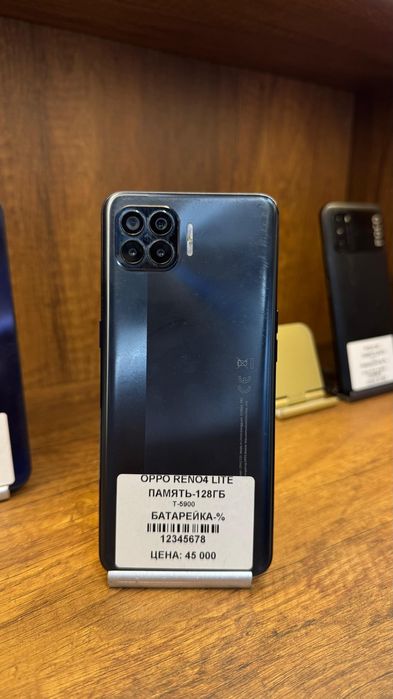 OPPO RENO4 LITE
ПАМЯТЬ-128ГБ
Т-5900
БАТАРЕЙКА-%
12345678
ЦЕНА: 45 000